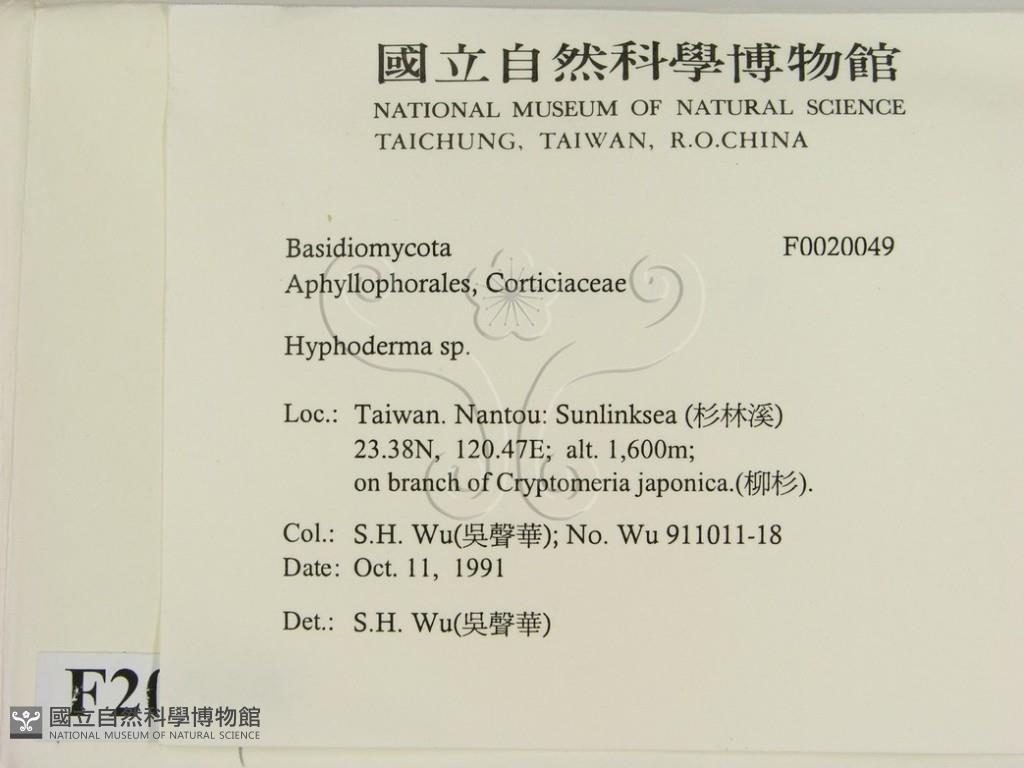 國立自然科學博物館
NATIONAL MUSEUM OF NATURAL SCIENCE
TAICHUNG, TAIWAN, R.O.CHINA
Basidiomycota F0020049
Aphyllophorales, Corticiaceae
Hyphoderma sp.
Loc.: Taiwan. Nantou: Sunlinksea (杉林溪)
23.38N, 120.47E; alt. 1,600m;
on branch of Cryptomeria japonica.(柳杉).
Col.: S.H. Wu(吳聲華); No. Wu 911011-18
Date: Oct. 11, 1991
Det.: S.H. Wu(吳聲華)
國立自然科學博物館
NATIONAL MUSEUM OF NATURAL SCIENCE